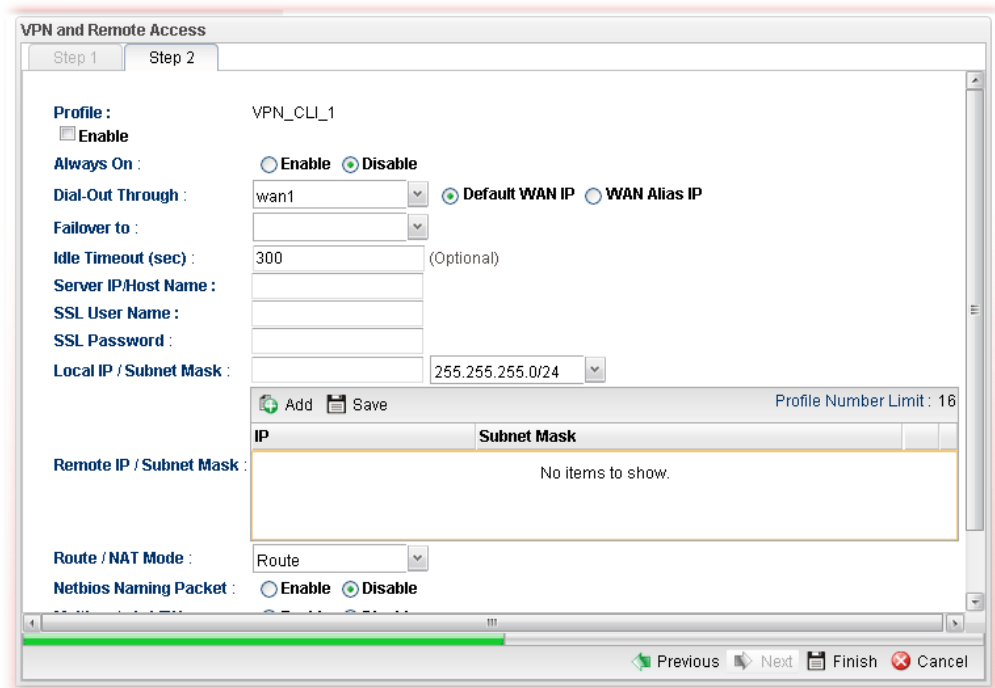 VPN and Remote Access
Step 1 Step 2
Profile : VPN_CLI_1
Enable
Always On : Enable Disable
Dial-Out Through : wan1 Default WAN IP WAN Alias IP
Failover to :
Idle Timeout (sec) : 300 (Optional)
Server IP/Host Name :
SSL User Name :
SSL Password :
Local IP / Subnet Mask : 255.255.255.0/24
Add Save Profile Number Limit : 16
IP Subnet Mask
Remote IP / Subnet Mask : No items to show.
Route / NAT Mode : Route
Netbios Naming Packet : Enable Disable
Previous Next Finish Cancel